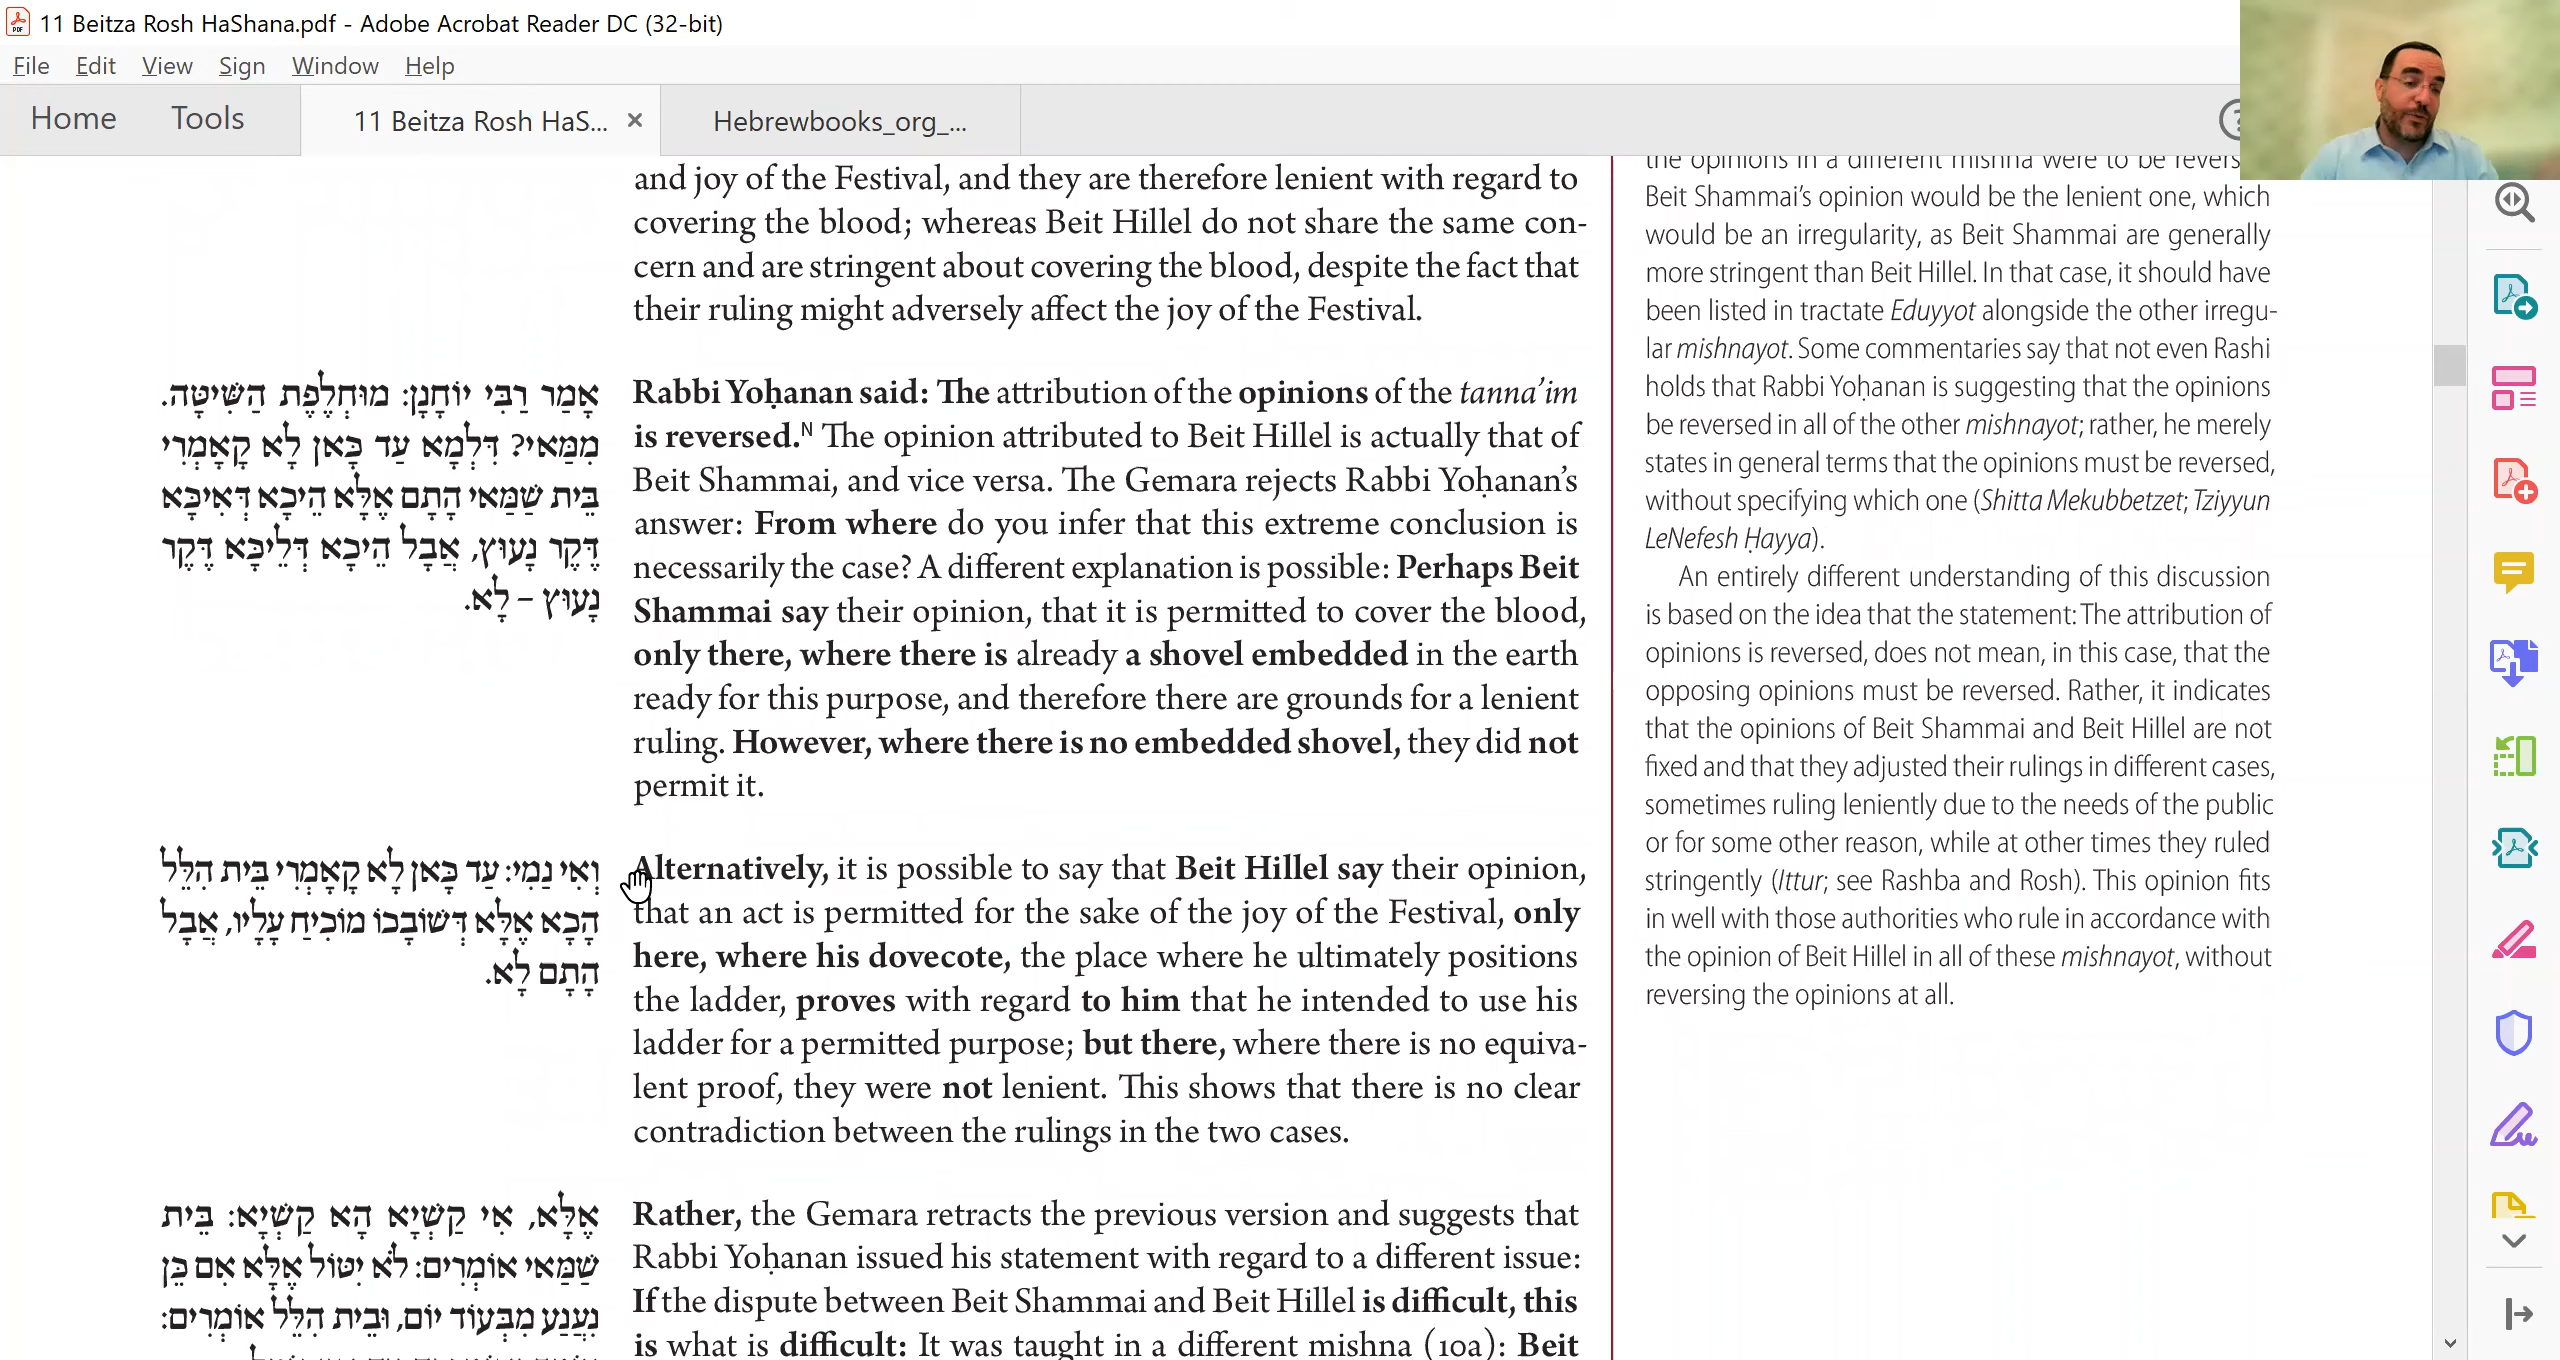 11 Beitza Rosh HaShana.pdf - Adobe Acrobat Reader DC (32-bit)
File Edit View Sign Window Help
Home Tools 11 Beitza Rosh HaS... × Hebrewbooks_org_...
and joy of the Festival, and they are therefore lenient with regard to
covering the blood; whereas Beit Hillel do not share the same con-
cern and are stringent about covering the blood, despite the fact that
their ruling might adversely affect the joy of the Festival.
אָמַר רַבִּי יוֹחָנָן: מוּחְלֶפֶת הַשִּׁיטָּה.
מִמַּאי? דִּלְמָא עַד כָּאן לָא קָאָמְרִי
בֵּית שַׁמַּאי הָתָם אֶלָּא הֵיכָא דְּאִיכָּא
דֶּקֶר נָעוּץ, אֲבָל הֵיכָא דְּלֵיכָּא דֶּקֶר
נָעוּץ – לָא.
Rabbi Yoḥanan said: The attribution of the opinions of the tanna'im
is reversed.N The opinion attributed to Beit Hillel is actually that of
Beit Shammai, and vice versa. The Gemara rejects Rabbi Yoḥanan's
answer: From where do you infer that this extreme conclusion is
necessarily the case? A different explanation is possible: Perhaps Beit
Shammai say their opinion, that it is permitted to cover the blood,
only there, where there is already a shovel embedded in the earth
ready for this purpose, and therefore there are grounds for a lenient
ruling. However, where there is no embedded shovel, they did not
permit it.
וְאִי נַמִי: עַד כָּאן לָא קָאָמְרִי בֵּית הִלֵּל
הָכָא אֶלָּא דְּשׁוֹבָכוֹ מוֹכִיחַ עָלָיו, אֲבָל
הָתָם לָא.
Alternatively, it is possible to say that Beit Hillel say their opinion,
that an act is permitted for the sake of the joy of the Festival, only
here, where his dovecote, the place where he ultimately positions
the ladder, proves with regard to him that he intended to use his
ladder for a permitted purpose; but there, where there is no equiva-
lent proof, they were not lenient. This shows that there is no clear
contradiction between the rulings in the two cases.
אֶלָּא, אִי קַשְׁיָא הָא קַשְׁיָא: בֵּית
שַׁמַּאי אוֹמְרִים: לֹא יִטּוֹל אֶלָּא אִם כֵּן
נִעֲנַע מִבְּעוֹד יוֹם, וּבֵית הִלֵּל אוֹמְרִים:
Rather, the Gemara retracts the previous version and suggests that
Rabbi Yoḥanan issued his statement with regard to a different issue:
If the dispute between Beit Shammai and Beit Hillel is difficult, this
is what is difficult: It was taught in a different mishna (10a): Beit
the opinions in a different mishna were to be
Beit Shammai's opinion would be the lenient one, which
would be an irregularity, as Beit Shammai are generally
more stringent than Beit Hillel. In that case, it should have
been listed in tractate Eduyyot alongside the other irregu-
lar mishnayot. Some commentaries say that not even Rashi
holds that Rabbi Yoḥanan is suggesting that the opinions
be reversed in all of the other mishnayot; rather, he merely
states in general terms that the opinions must be reversed,
without specifying which one (Shitta Mekubbetzet; Tziyyun
LeNefesh Ḥayya).
An entirely different understanding of this discussion
is based on the idea that the statement: The attribution of
opinions is reversed, does not mean, in this case, that the
opposing opinions must be reversed. Rather, it indicates
that the opinions of Beit Shammai and Beit Hillel are not
fixed and that they adjusted their rulings in different cases,
sometimes ruling leniently due to the needs of the public
or for some other reason, while at other times they ruled
stringently (Ittur; see Rashba and Rosh). This opinion fits
in well with those authorities who rule in accordance with
the opinion of Beit Hillel in all of these mishnayot, without
reversing the opinions at all.